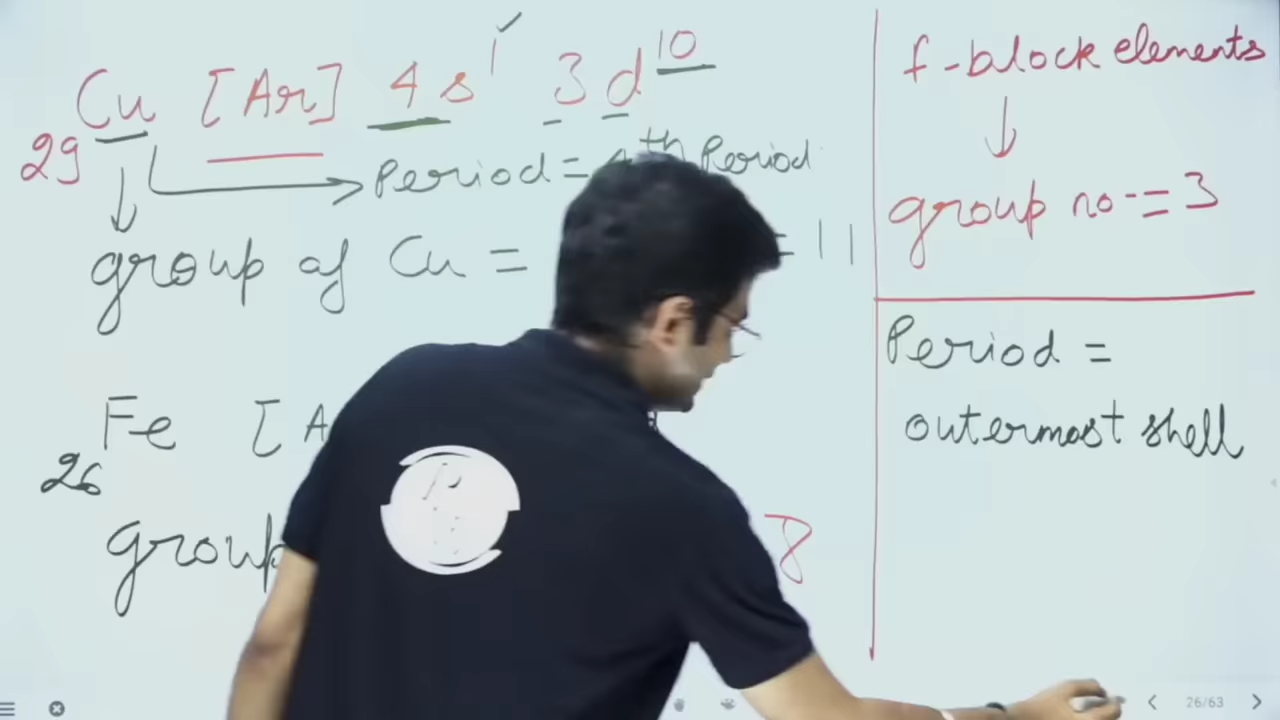 Cu [Ar] 4s¹ 3d¹⁰
29
Period = 4th Period
group of Cu = = 11
Fe [A
26
group 8
f-block elements
↓
group no = 3
Period =
outermost shell
26/63